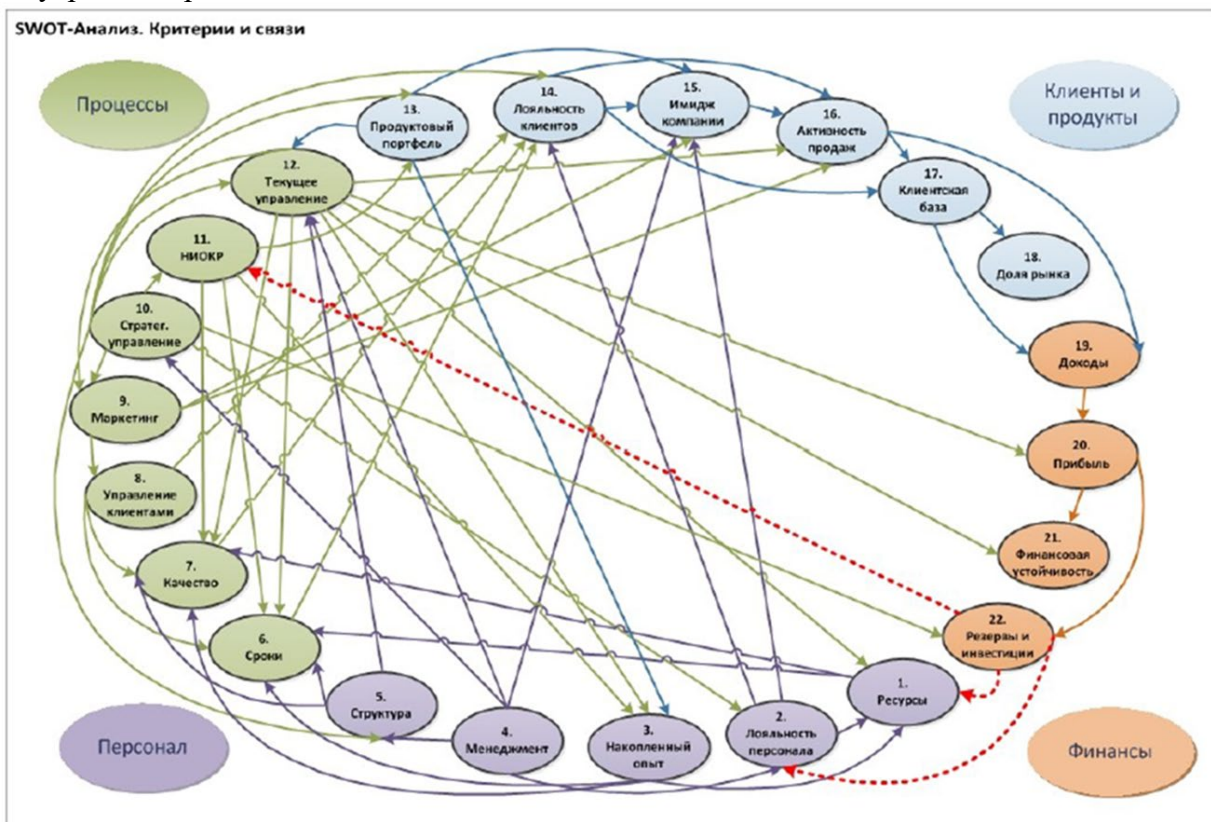 SWOT-Анализ. Критерии и связи
Процессы
Клиенты и
продукты
13.
Продуктовый
портфель
14.
Лояльность
клиентов
15.
Имидж
компании
16.
Активность
продаж
17.
Клиентская
база
18.
Доля рынка
12.
Текущее
управление
11.
НИОКР
10.
Стратег.
управление
9.
Маркетинг
8.
Управление
клиентами
7.
Качество
6.
Сроки
5.
Структура
4.
Менеджмент
3.
Накопленный
опыт
2.
Лояльность
персонала
1.
Ресурсы
19.
Доходы
20.
Прибыль
21.
Финансовая
устойчивость
22.
Резервы и
инвестиции
Персонал
Финансы